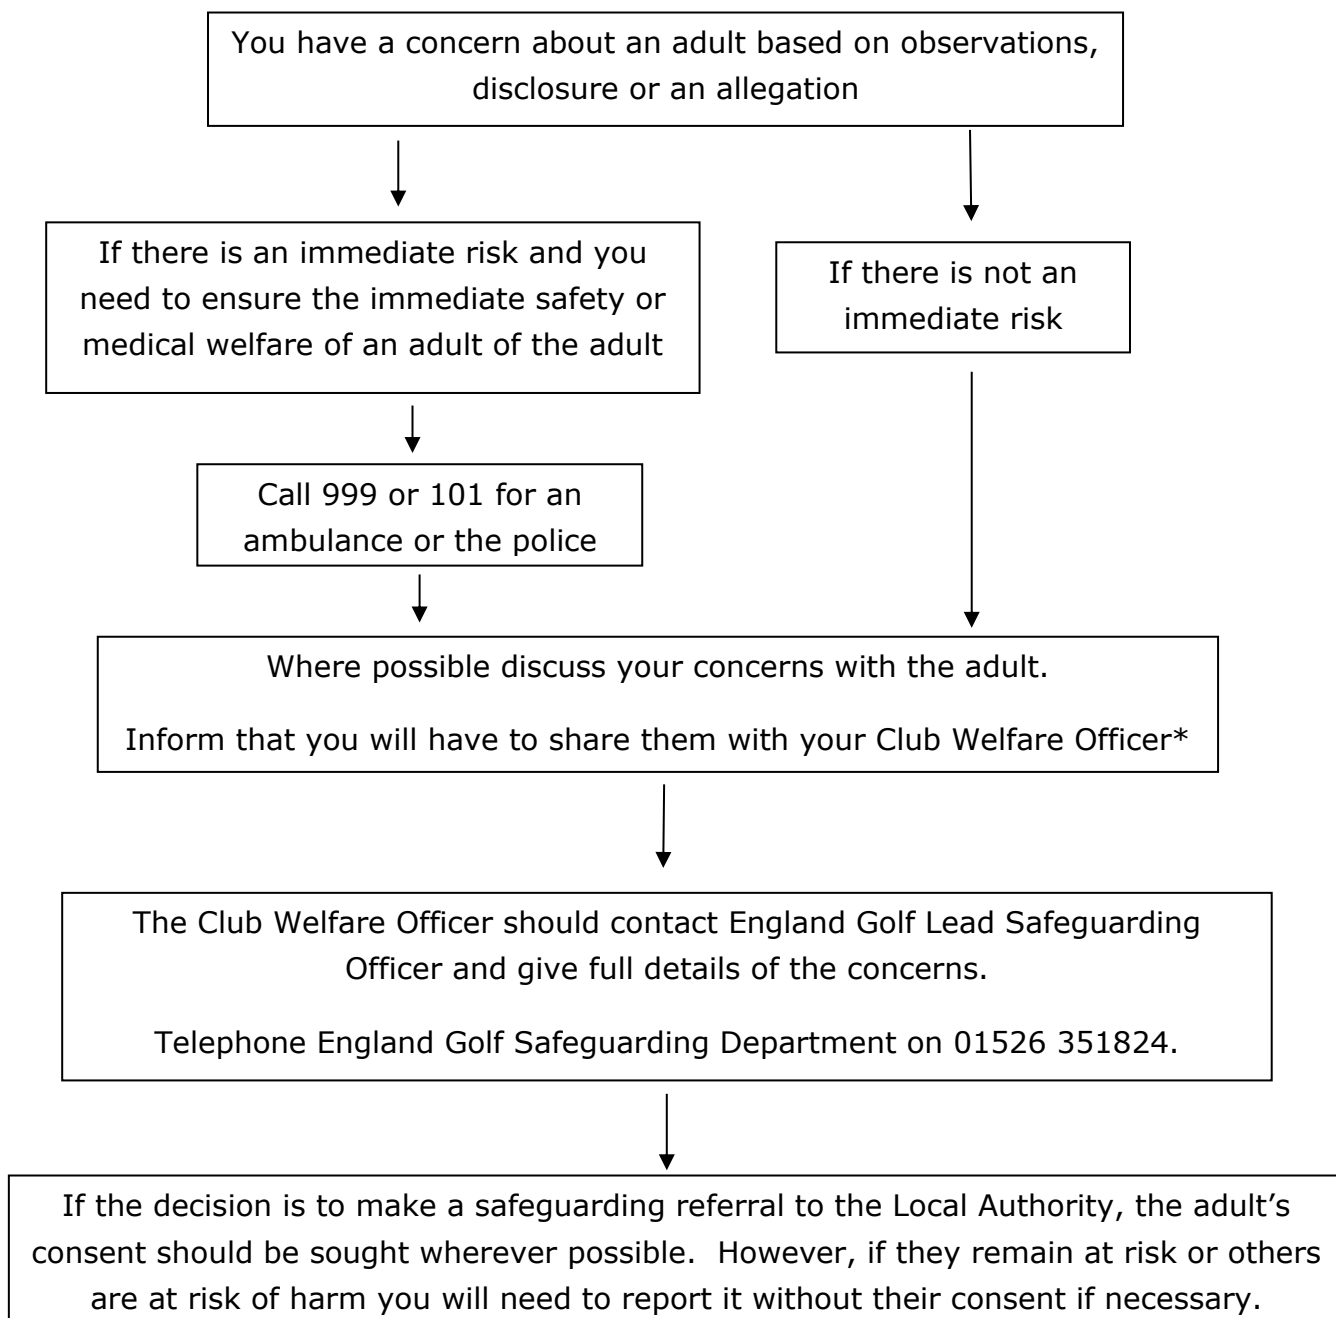 You have a concern about an adult based on observations,
disclosure or an allegation
If there is an immediate risk and you
need to ensure the immediate safety or
medical welfare of an adult of the adult
If there is not an
immediate risk
Call 999 or 101 for an
ambulance or the police
Where possible discuss your concerns with the adult.
Inform that you will have to share them with your Club Welfare Officer*
The Club Welfare Officer should contact England Golf Lead Safeguarding
Officer and give full details of the concerns.
Telephone England Golf Safeguarding Department on 01526 351824.
If the decision is to make a safeguarding referral to the Local Authority, the adult’s
consent should be sought wherever possible.  However, if they remain at risk or others
are at risk of harm you will need to report it without their consent if necessary.